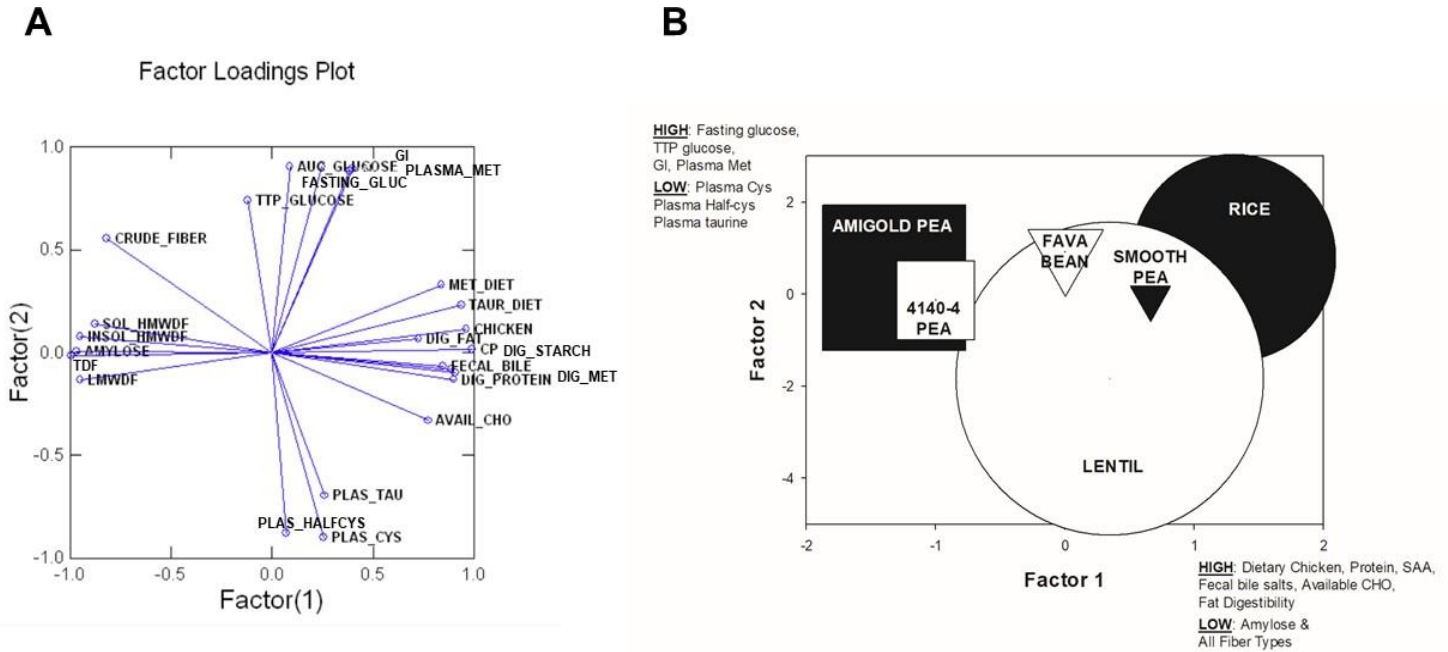 A
Factor Loadings Plot
1.0
0.5
0.0
-0.5
-1.0
Factor(2)
AUC_GLUCOSE
GI
PLASMA_MET
FASTING_GLUC
TTP_GLUCOSE
CRUDE_FIBER
MET_DIET
TAUR_DIET
SOL_HMWDF
CHICKEN
INSOL_HMWDF
DIG_FAT
AMYLOSE
CP
DIG_STARCH
TDF
FECAL_BILE
LMWDF
DIG_PROTEIN
DIG_MET
AVAIL_CHO
PLAS_TAU
PLAS_HALFCYS
PLAS_CYS
-1.0 -0.5 0.0 0.5 1.0
Factor(1)
B
HIGH: Fasting glucose,
TTP glucose,
GI, Plasma Met
LOW: Plasma Cys
Plasma Half-cys
Plasma taurine
2
0
-2
-4
Factor 2
RICE
AMIGOLD PEA
FAVA
BEAN
SMOOTH
PEA
4140-4
PEA
LENTIL
-2 -1 0 1 2
Factor 1
HIGH: Dietary Chicken, Protein, SAA,
Fecal bile salts, Available CHO,
Fat Digestibility
LOW: Amylose &
All Fiber Types